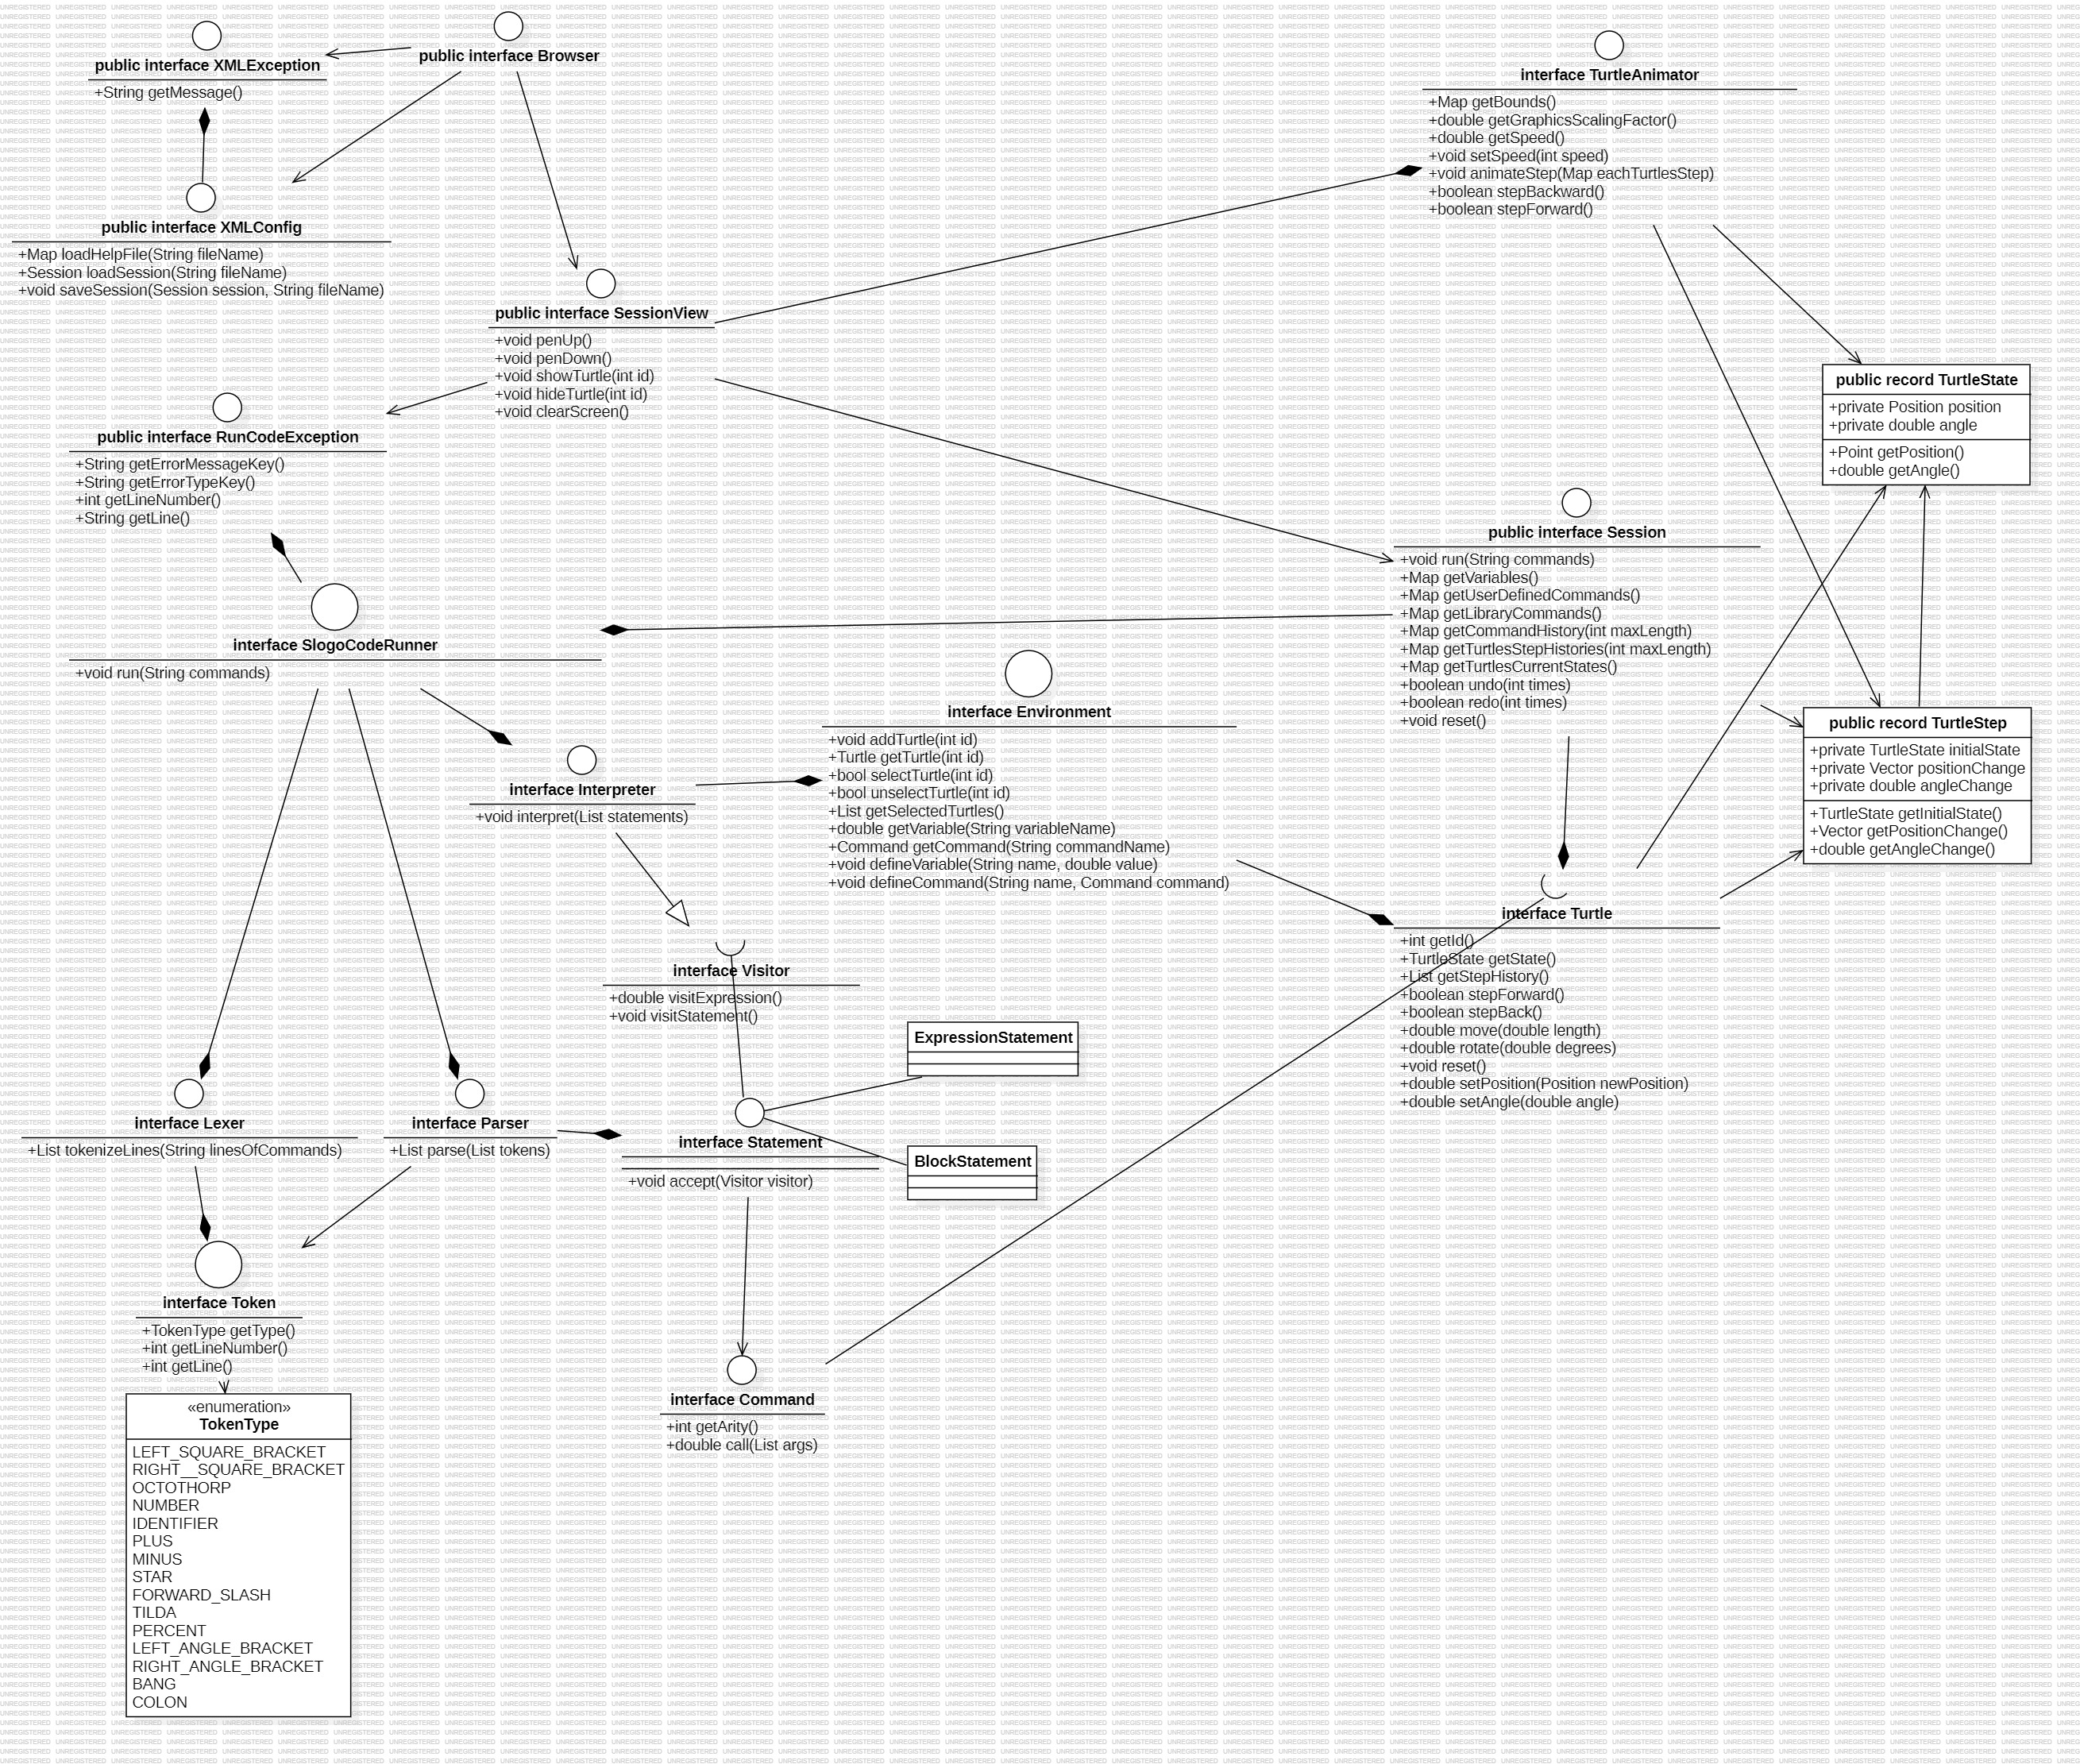 public interface XMLException
+String getMessage()
public interface Browser
interface TurtleAnimator
+Map getBounds()
+double getGraphicsScalingFactor()
+double getSpeed()
+void setSpeed(int speed)
+void animateStep(Map eachTurtlesStep)
+boolean stepBackward()
+boolean stepForward()
public interface XMLConfig
+Map loadHelpFile(String fileName)
+Session loadSession(String fileName)
+void saveSession(Session session, String fileName)
public interface SessionView
+void penUp()
+void penDown()
+void showTurtle(int id)
+void hideTurtle(int id)
+void clearScreen()
public record TurtleState
+private Position position
+private double angle
+Point getPosition()
+double getAngle()
public interface RunCodeException
+String getErrorMessageKey()
+String getErrorTypeKey()
+int getLineNumber()
+String getLine()
public interface Session
+void run(String commands)
+Map getVariables()
+Map getUserDefinedCommands()
+Map getLibraryCommands()
+Map getCommandHistory(int maxLength)
+Map getTurtlesStepHistories(int maxLength)
+Map getTurtlesCurrentStates()
+boolean undo(int times)
+boolean redo(int times)
+void reset()
interface SlogoCodeRunner
+void run(String commands)
interface Environment
+void addTurtle(int id)
+Turtle getTurtle(int id)
+bool selectTurtle(int id)
+bool unselectTurtle(int id)
+List getSelectedTurtles()
+double getVariable(String variableName)
+Command getCommand(String commandName)
+void defineVariable(String name, double value)
+void defineCommand(String name, Command command)
public record TurtleStep
+private TurtleState initialState
+private Vector positionChange
+private double angleChange
+TurtleState getInitialState()
+Vector getPositionChange()
+double getAngleChange()
interface Interpreter
+void interpret(List statements)
interface Turtle
+int getId()
+TurtleState getState()
+List getStepHistory()
+boolean stepForward()
+boolean stepBack()
+double move(double length)
+double rotate(double degrees)
+void reset()
+double setPosition(Position newPosition)
+double setAngle(double angle)
interface Visitor
+double visitExpression()
+void visitStatement()
ExpressionStatement
interface Lexer
+List tokenizeLines(String linesOfCommands)
interface Parser
+List parse(List tokens)
interface Statement
+void accept(Visitor visitor)
BlockStatement
interface Token
+TokenType getType()
+int getLineNumber()
+int getLine()
interface Command
+int getArity()
+double call(List args)
«enumeration»
TokenType
LEFT_SQUARE_BRACKET
RIGHT__SQUARE_BRACKET
OCTOTHORP
NUMBER
IDENTIFIER
PLUS
MINUS
STAR
FORWARD_SLASH
TILDA
PERCENT
LEFT_ANGLE_BRACKET
RIGHT_ANGLE_BRACKET
BANG
COLON
UNREGISTERED